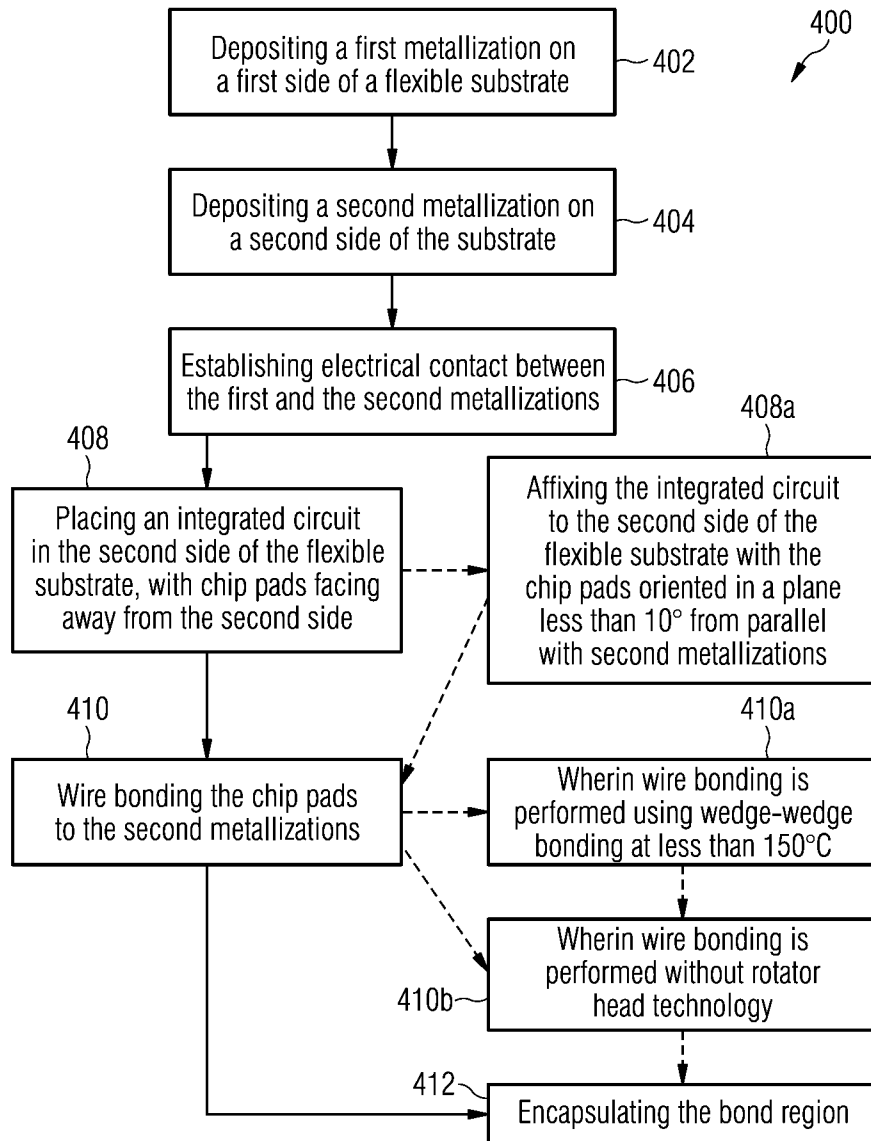 400
Depositing a first metallization on
a first side of a flexible substrate
402
Depositing a second metallization on
a second side of the substrate
404
Establishing electrical contact between
the first and the second metallizations
406
408
Placing an integrated circuit
in the second side of the flexible
substrate, with chip pads facing
away from the second side
408a
Affixing the integrated circuit
to the second side of the
flexible substrate with the
chip pads oriented in a plane
less than 10° from parallel
with second metallizations
410
Wire bonding the chip pads
to the second metallizations
410a
Wherin wire bonding is
performed using wedge-wedge
bonding at less than 150°C
Wherin wire bonding is
performed without rotator
head technology
410b
412
Encapsulating the bond region